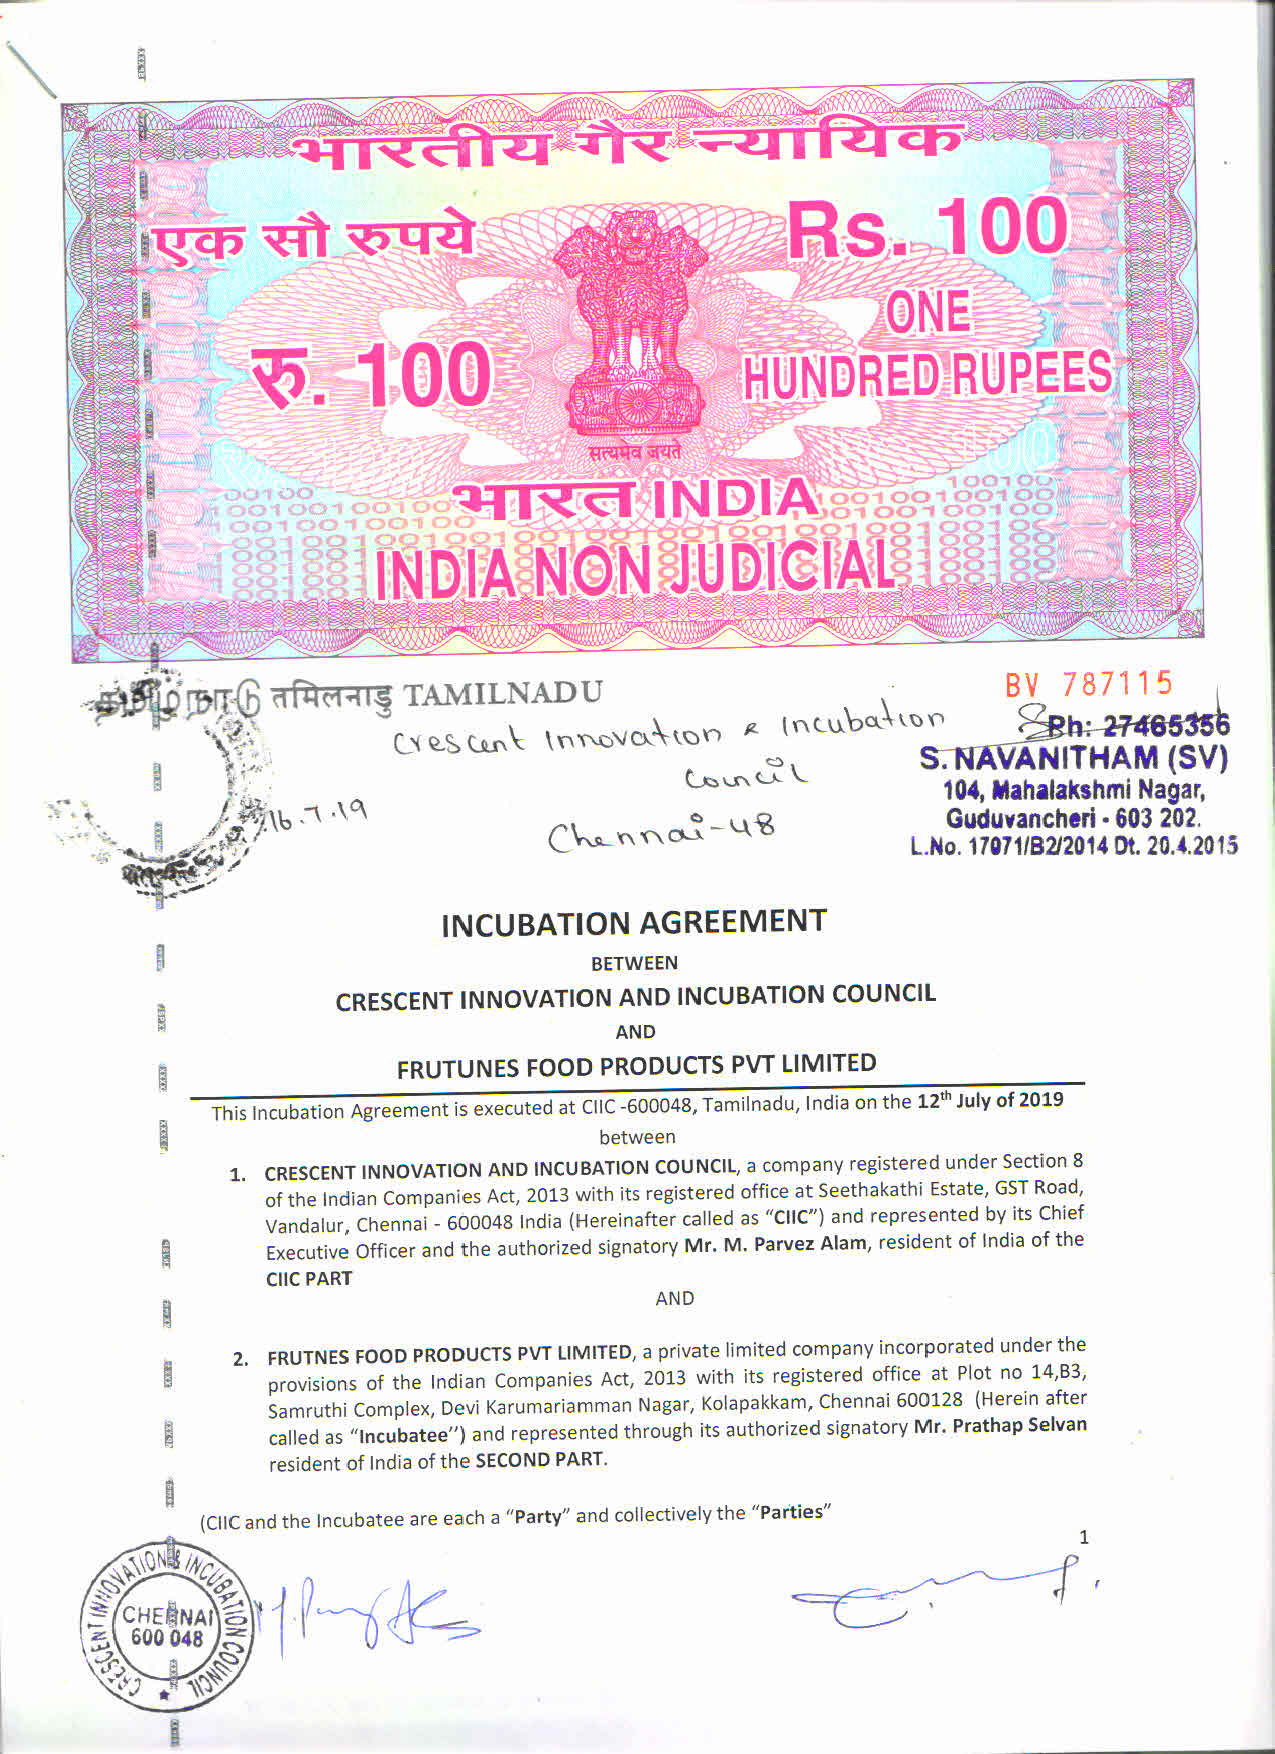 भारतीय गैर न्यायिक
एक सौ रुपये
Rs. 100
रु. 100
ONE
HUNDRED RUPEES
सत्यमेव जयते
भारत INDIA
INDIA NON JUDICIAL
தமிழ்நாடு तमिलनाडु TAMILNADU
BV 787115
Crescent Innovation & Incubation
Council
Chennai-48
16.7.19
Ph: 27465356
S. NAVANITHAM (SV)
104, Mahalakshmi Nagar,
Guduvancheri - 603 202.
L.No. 17071/B2/2014 Dt. 20.4.2015
INCUBATION AGREEMENT
BETWEEN
CRESCENT INNOVATION AND INCUBATION COUNCIL
AND
FRUTUNES FOOD PRODUCTS PVT LIMITED
This Incubation Agreement is executed at CIIC -600048, Tamilnadu, India on the 12th July of 2019
between
1. CRESCENT INNOVATION AND INCUBATION COUNCIL, a company registered under Section 8
of the Indian Companies Act, 2013 with its registered office at Seethakathi Estate, GST Road,
Vandalur, Chennai - 600048 India (Hereinafter called as “CIIC”) and represented by its Chief
Executive Officer and the authorized signatory Mr. M. Parvez Alam, resident of India of the
CIIC PART
AND
2. FRUTNES FOOD PRODUCTS PVT LIMITED, a private limited company incorporated under the
provisions of the Indian Companies Act, 2013 with its registered office at Plot no 14,B3,
Samruthi Complex, Devi Karumariamman Nagar, Kolapakkam, Chennai 600128 (Herein after
called as “Incubatee”) and represented through its authorized signatory Mr. Prathap Selvan
resident of India of the SECOND PART.
(CIIC and the Incubatee are each a “Party” and collectively the “Parties”
1
CRESCENT INNOVATION & INCUBATION COUNCIL
CHENNAI
600 048